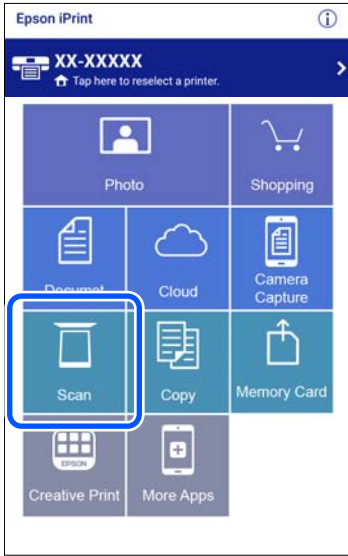 Epson iPrint
XX-XXXXX
Tap here to reselect a printer.
Photo
Shopping
Documet
Cloud
Camera
Capture
Scan
Copy
Memory Card
EPSON
Creative Print
More Apps